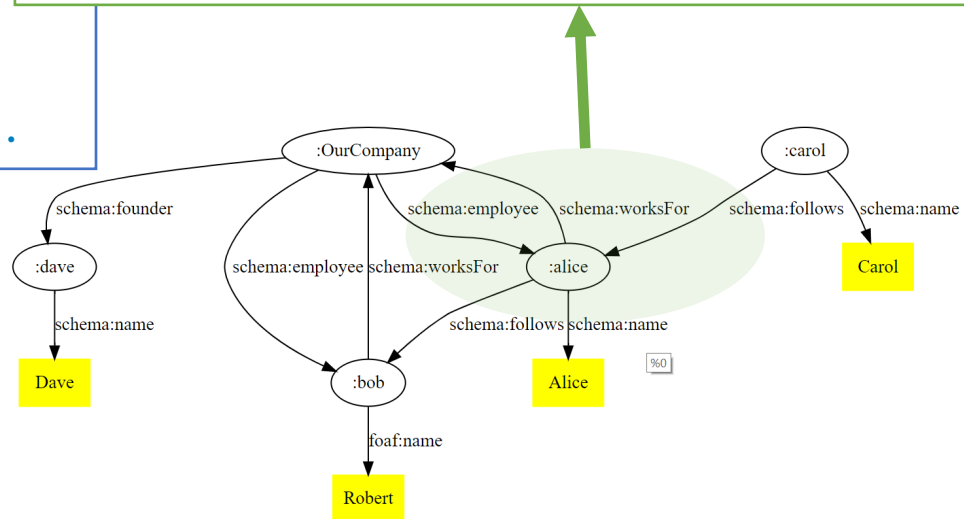 :OurCompany
:carol
schema:founder
schema:employee
schema:worksFor
schema:follows
schema:name
:dave
schema:employee
schema:worksFor
:alice
Carol
schema:name
schema:follows
schema:name
Dave
:bob
Alice
%0
foaf:name
Robert